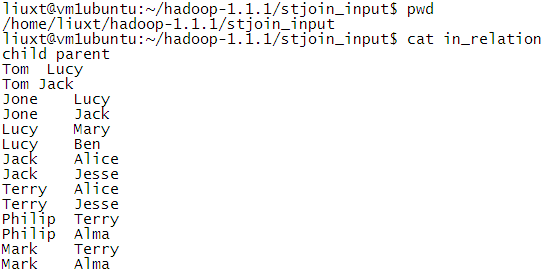 liuxt@vm1ubuntu:~/hadoop-1.1.1/stjoin_input$ pwd
/home/liuxt/hadoop-1.1.1/stjoin_input
liuxt@vm1ubuntu:~/hadoop-1.1.1/stjoin_input$ cat in_relation
child parent
Tom  Lucy
Tom Jack
Jone    Lucy
Jone    Jack
Lucy    Mary
Lucy    Ben
Jack    Alice
Jack    Jesse
Terry   Alice
Terry   Jesse
Philip  Terry
Philip  Alma
Mark    Terry
Mark    Alma